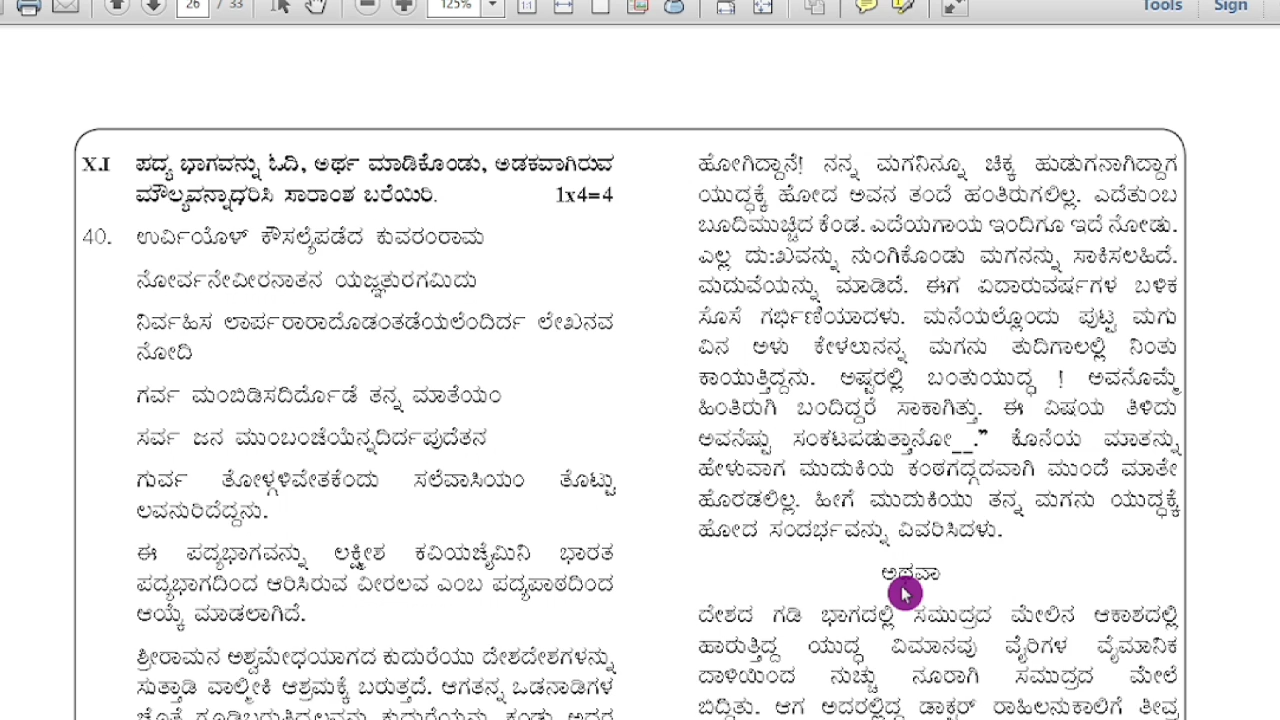 26 / 33
125%
Tools
Sign
X.I ಪದ್ಯ ಭಾಗವನ್ನು ಓದಿ, ಅರ್ಥ ಮಾಡಿಕೊಂಡು, ಅಡಕವಾಗಿರುವ
ಮೌಲ್ಯವನ್ನಾಧರಿಸಿ ಸಾರಾಂಶ ಬರೆಯಿರಿ. 1x4=4
40. ಉರ್ವಿಯೊಳ್ ಕೌಸಲ್ಯೆಪಡೆದ ಕುವರಂರಾಮ
ನೋರ್ವನೇವೀರನಾತನ ಯಜ್ಞತುರಗಮಿದು
ನಿರ್ವಹಿಸ ಲಾರ್ಪರಾರಾದೊಡಂತಡೆಯಲೆಂದಿರ್ದ ಲೇಖನವ
ನೋದಿ
ಗರ್ವ ಮಂಬಿಡಿಸದಿರ್ದೊಡೆ ತನ್ನ ಮಾತೆಯಂ
ಸರ್ವ ಜನ ಮುಂಬಂಜೆಯೆನ್ನದಿರ್ದಪುದೆತನ
ಗುರ್ವ ತೋಳ್ಗಳಿವೇತಕೆಂದು ಸಲೆವಾಸಿಯಂ ತೊಟ್ಟು
ಲವನುರಿದೆದ್ದನು.
ಈ ಪದ್ಯಭಾಗವನ್ನು ಲಕ್ಷ್ಮೀಶ ಕವಿಯಜೈಮಿನಿ ಭಾರತ
ಪದ್ಯಭಾಗದಿಂದ ಆರಿಸಿರುವ ವೀರಲವ ಎಂಬ ಪದ್ಯಪಾಠದಿಂದ
ಆಯ್ಕೆ ಮಾಡಲಾಗಿದೆ.
ಶ್ರೀರಾಮನ ಅಶ್ವಮೇಧಯಾಗದ ಕುದುರೆಯು ದೇಶದೇಶಗಳನ್ನು
ಸುತ್ತಾಡಿ ವಾಲ್ಮೀಕಿ ಆಶ್ರಮಕ್ಕೆ ಬರುತ್ತದೆ. ಆಗತನ್ನ ಒಡನಾಡಿಗಳ
ಹೋಗಿದ್ದಾನೆ! ನನ್ನ ಮಗನಿನ್ನೂ ಚಿಕ್ಕ ಹುಡುಗನಾಗಿದ್ದಾಗ
ಯುದ್ಧಕ್ಕೆ ಹೋದ ಅವನ ತಂದೆ ಹಂತಿರುಗಲಿಲ್ಲ. ಎದೆತುಂಬ
ಬೂದಿಮುಚ್ಚಿದ ಕೆಂಡ. ಎದೆಯಗಾಯ ಇಂದಿಗೂ ಇದೆ ನೋಡು.
ಎಲ್ಲ ದು:ಖವನ್ನು ನುಂಗಿಕೊಂಡು ಮಗನನ್ನು ಸಾಕಿಸಲಹಿದೆ.
ಮದುವೆಯನ್ನು ಮಾಡಿದೆ. ಈಗ ಏದಾರುವರ್ಷಗಳ ಬಳಿಕ
ಸೊಸೆ ಗರ್ಭಿಣಿಯಾದಳು. ಮನೆಯಲ್ಲೊಂದು ಪುಟ್ಟ ಮಗು
ವಿನ ಅಳು ಕೇಳಲುನನ್ನ ಮಗನು ತುದಿಗಾಲಲ್ಲಿ ನಿಂತು
ಕಾಯುತ್ತಿದ್ದನು. ಅಷ್ಟರಲ್ಲಿ ಬಂತುಯುದ್ಧ ! ಅವನೊಮ್ಮೆ
ಹಿಂತಿರುಗಿ ಬಂದಿದ್ದರೆ ಸಾಕಾಗಿತ್ತು. ಈ ವಿಷಯ ತಿಳಿದು
ಅವನೆಷ್ಟು ಸಂಕಟಪಡುತ್ತಾನೋ__.” ಕೊನೆಯ ಮಾತನ್ನು
ಹೇಳುವಾಗ ಮುದುಕಿಯ ಕಂಠಗದ್ಗದವಾಗಿ ಮುಂದೆ ಮಾತೇ
ಹೊರಡಲಿಲ್ಲ. ಹೀಗೆ ಮುದುಕಿಯು ತನ್ನ ಮಗನು ಯುದ್ಧಕ್ಕೆ
ಹೋದ ಸಂದರ್ಭವನ್ನು ವಿವರಿಸಿದಳು.
ಅಥವಾ
ದೇಶದ ಗಡಿ ಭಾಗದಲ್ಲಿ ಸಮುದ್ರದ ಮೇಲಿನ ಆಕಾಶದಲ್ಲಿ
ಹಾರುತ್ತಿದ್ದ ಯುದ್ಧ ವಿಮಾನವು ವೈರಿಗಳ ವೈಮಾನಿಕ
ದಾಳಿಯಿಂದ ನುಚ್ಚು ನೂರಾಗಿ ಸಮುದ್ರದ ಮೇಲೆ
ಬಿದ್ದಿತು. ಆಗ ಅದರಲ್ಲಿದ್ದ ಡಾಕ್ಟರ್ ರಾಹಿಲನುಕಾಲಿಗೆ ತೀವ್ರ